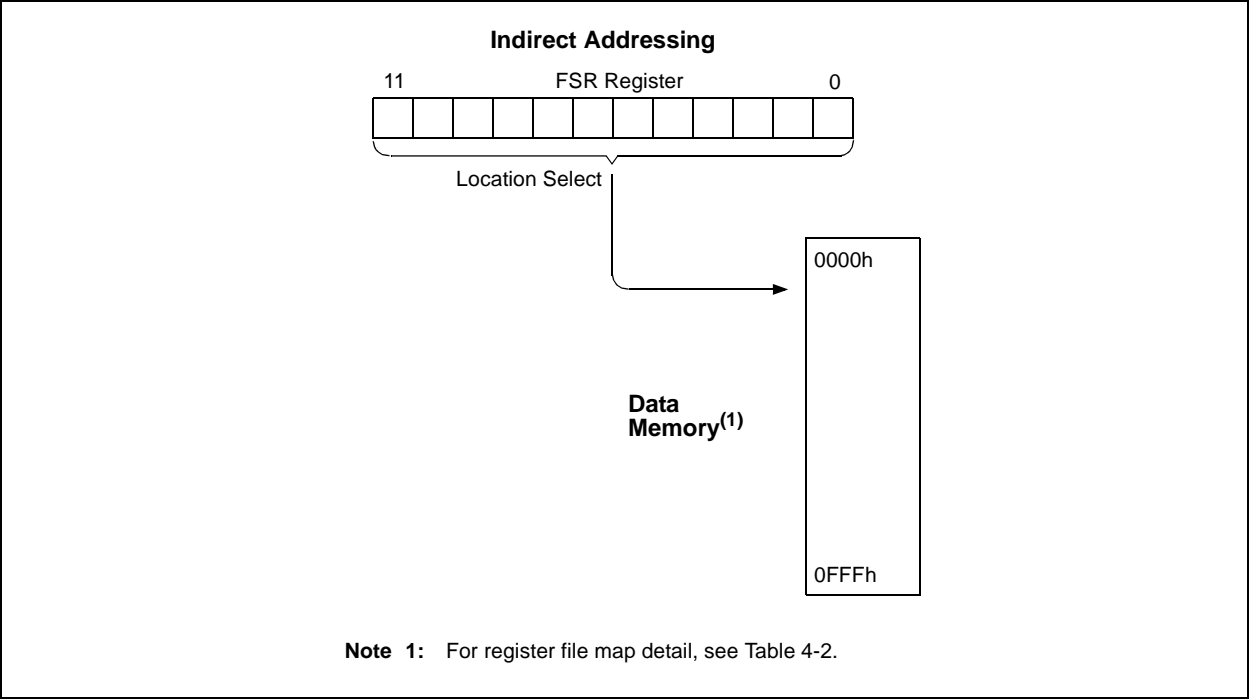 Indirect Addressing
11 FSR Register 0
Location Select
0000h
Data
Memory(1)
0FFFh
Note 1: For register file map detail, see Table 4-2.